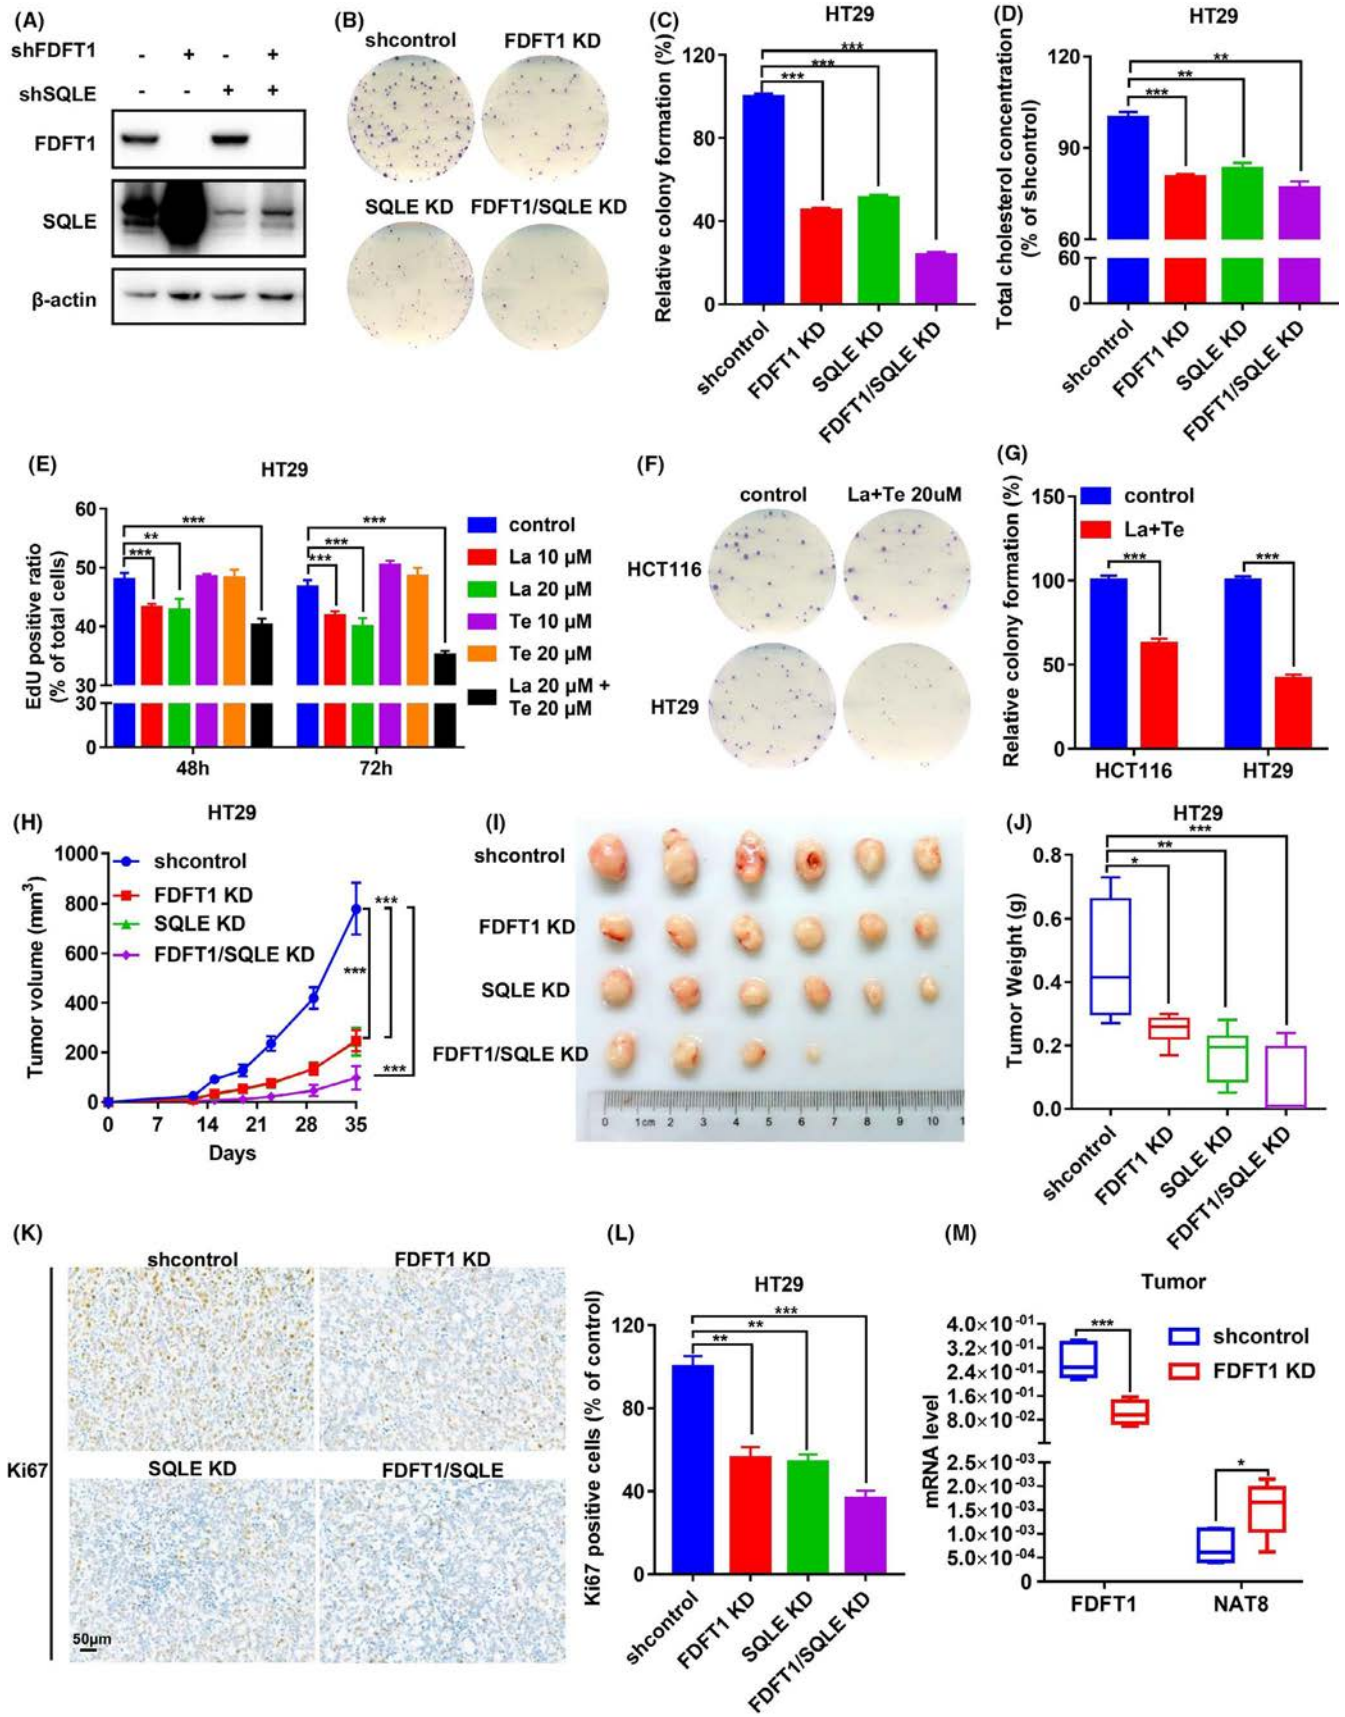 (A)
shFDFT1 - + - +
shSQLE - - + +
FDFT1
SQLE
β-actin
(B)
shcontrol FDFT1 KD
SQLE KD FDFT1/SQLE KD
(C)
HT29
Relative colony formation (%)
120
80
40
0
***
***
***
shcontrol
FDFT1 KD
SQLE KD
FDFT1/SQLE KD
(D)
HT29
Total cholesterol concentration
(% of shcontrol)
120
90
60
60
0
**
**
***
shcontrol
FDFT1 KD
SQLE KD
FDFT1/SQLE KD
(E)
HT29
EdU positive ratio
(% of total cells)
60
50
40
30
30
0
***
**
***
***
***
***
48h 72h
control
La 10 μM
La 20 μM
Te 10 μM
Te 20 μM
La 20 μM +
Te 20 μM
(F)
control La+Te 20uM
HCT116
HT29
(G)
Relative colony formation (%)
150
100
50
0
control
La+Te
*** ***
HCT116 HT29
(H)
HT29
Tumor volume (mm3)
1000
800
600
400
200
0
shcontrol
FDFT1 KD
SQLE KD
FDFT1/SQLE KD
***
***
***
0 7 14 21 28 35
Days
(I)
shcontrol
FDFT1 KD
SQLE KD
FDFT1/SQLE KD
0 1cm 2 3 4 5 6 7 8 9 10 1
(J)
HT29
Tumor Weight (g)
0.8
0.6
0.4
0.2
0.0
***
**
*
shcontrol
FDFT1 KD
SQLE KD
FDFT1/SQLE KD
(K)
shcontrol FDFT1 KD
Ki67
SQLE KD FDFT1/SQLE
50μm
(L)
HT29
Ki67 positive cells (% of control)
120
80
40
0
***
**
**
shcontrol
FDFT1 KD
SQLE KD
FDFT1/SQLE KD
(M)
Tumor
mRNA level
4.0×10 -01
3.2×10 -01
2.4×10 -01
1.6×10 -01
8.0×10 -02
2.5×10 -03
2.0×10 -03
1.5×10 -03
1.0×10 -03
5.0×10 -04
0
***
*
shcontrol
FDFT1 KD
FDFT1 NAT8